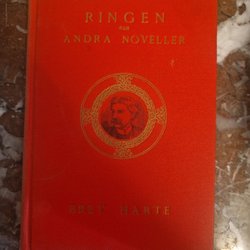 RINGEN
OCH
ANDRA NOVELLER
BRET HARTE